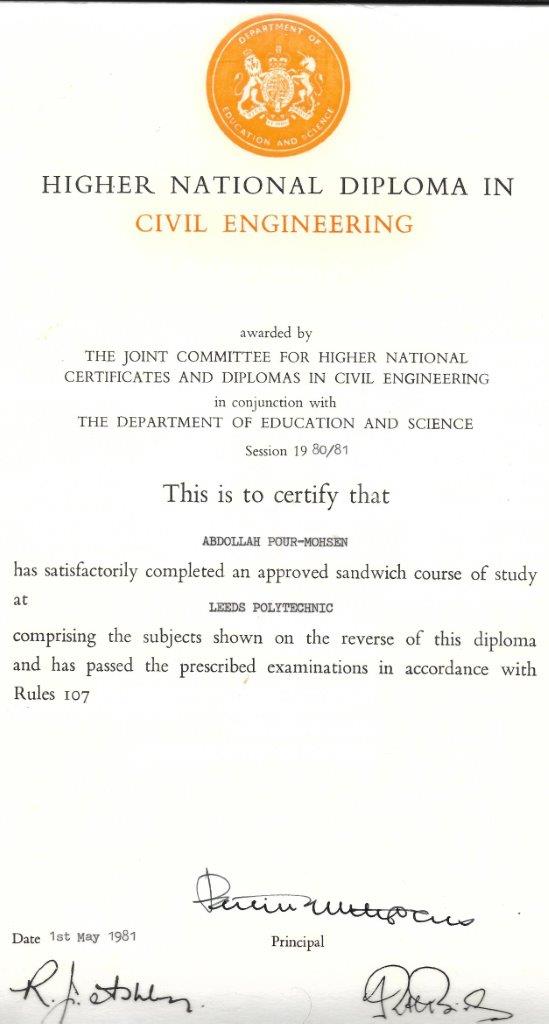 DEPARTMENT OF
EDUCATION AND SCIENCE
HIGHER NATIONAL DIPLOMA IN
CIVIL ENGINEERING
awarded by
THE JOINT COMMITTEE FOR HIGHER NATIONAL
CERTIFICATES AND DIPLOMAS IN CIVIL ENGINEERING
in conjunction with
THE DEPARTMENT OF EDUCATION AND SCIENCE
Session 19 80/81
This is to certify that
ABDOLLAH POUR-MOHSEN
has satisfactorily completed an approved sandwich course of study
at
LEEDS POLYTECHNIC
comprising the subjects shown on the reverse of this diploma
and has passed the prescribed examinations in accordance with
Rules 107
Date 1st May 1981
Principal
R. J. Ashley.